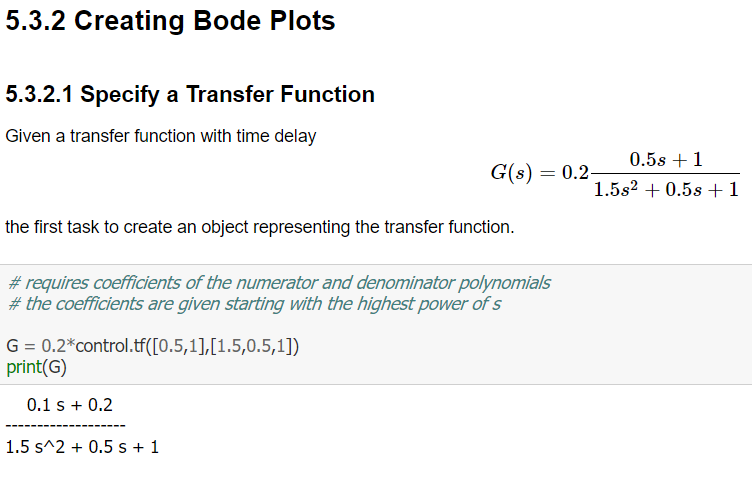 5.3.2 Creating Bode Plots
5.3.2.1 Specify a Transfer Function
Given a transfer function with time delay
G(s) = 0.2 \frac{0.5s + 1}{1.5s² + 0.5s + 1}
the first task to create an object representing the transfer function.
# requires coefficients of the numerator and denominator polynomials
# the coefficients are given starting with the highest power of s
G = 0.2*control.tf([0.5,1],[1.5,0.5,1])
print(G)
0.1 s + 0.2
-------------------
1.5 s^2 + 0.5 s + 1